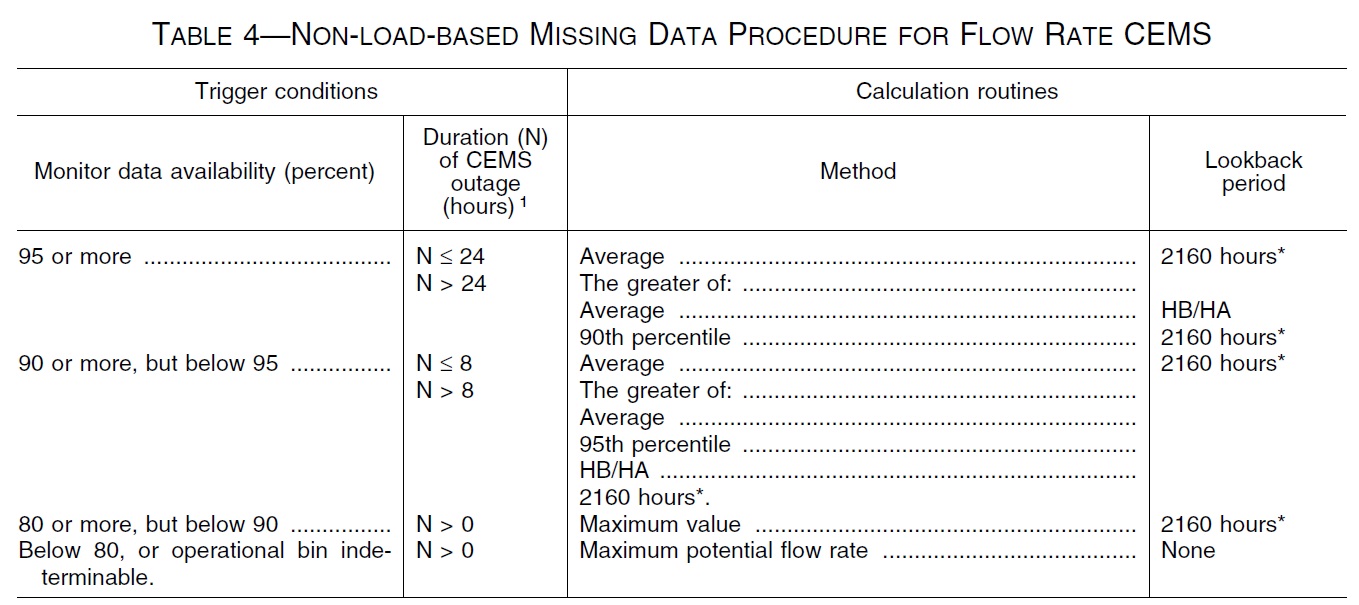 TABLE 4—NON-LOAD-BASED MISSING DATA PROCEDURE FOR FLOW RATE CEMS
Trigger conditions
Calculation routines
Monitor data availability (percent)
Duration (N)
of CEMS
outage
(hours) 1
Method
Lookback
period
95 or more ....................................... N ≤ 24 Average ........................................................................ 2160 hours*
N > 24 The greater of: ..............................................................
Average ........................................................................ HB/HA
90th percentile .............................................................. 2160 hours*
90 or more, but below 95 ................ N ≤ 8 Average ........................................................................ 2160 hours*
N > 8 The greater of: ..............................................................
Average ........................................................................
95th percentile ..............................................................
HB/HA ...........................................................................
2160 hours*.
80 or more, but below 90 ................ N > 0 Maximum value ............................................................ 2160 hours*
Below 80, or operational bin inde- N > 0 Maximum potential flow rate ........................................ None
terminable.